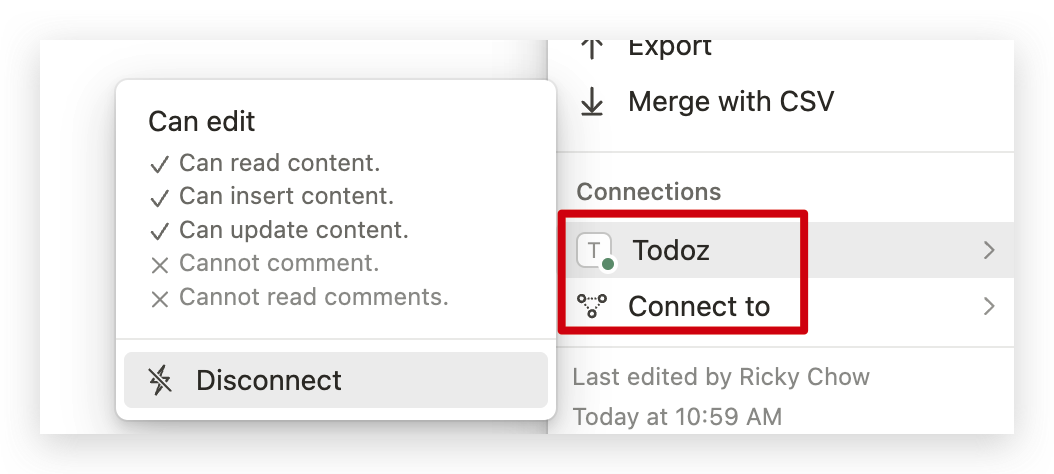 Export
Merge with CSV
Connections
T Todoz
Connect to
Last edited by Ricky Chow
Today at 10:59 AM
Can edit
Can read content.
Can insert content.
Can update content.
Cannot comment.
Cannot read comments.
Disconnect